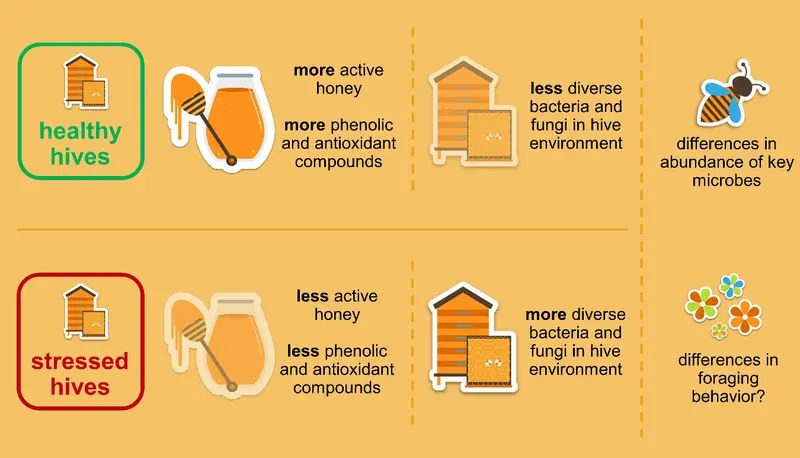 healthy
hives
more active
honey
more phenolic
and antioxidant
compounds
less diverse
bacteria and
fungi in hive
environment
differences in
abundance of key
microbes
stressed
hives
less active
honey
less phenolic
and antioxidant
compounds
more diverse
bacteria and
fungi in hive
environment
differences in
foraging
behavior?